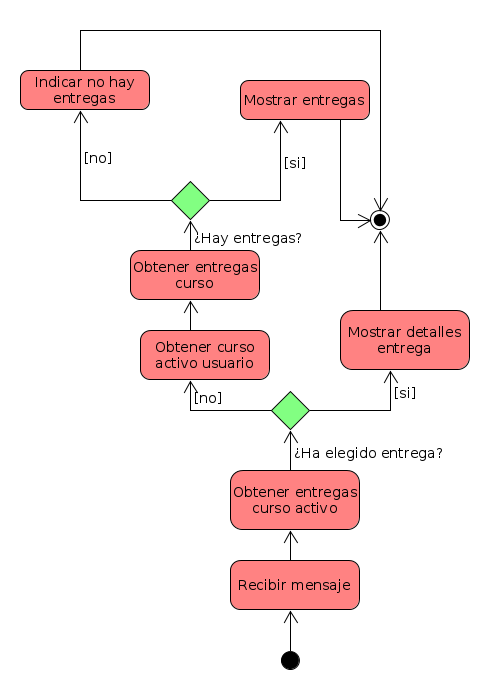 Indicar no hay
entregas
Mostrar entregas
[no]
[si]
¿Hay entregas?
Obtener entregas
curso
Mostrar detalles
entrega
Obtener curso
activo usuario
[no]
[si]
¿Ha elegido entrega?
Obtener entregas
curso activo
Recibir mensaje